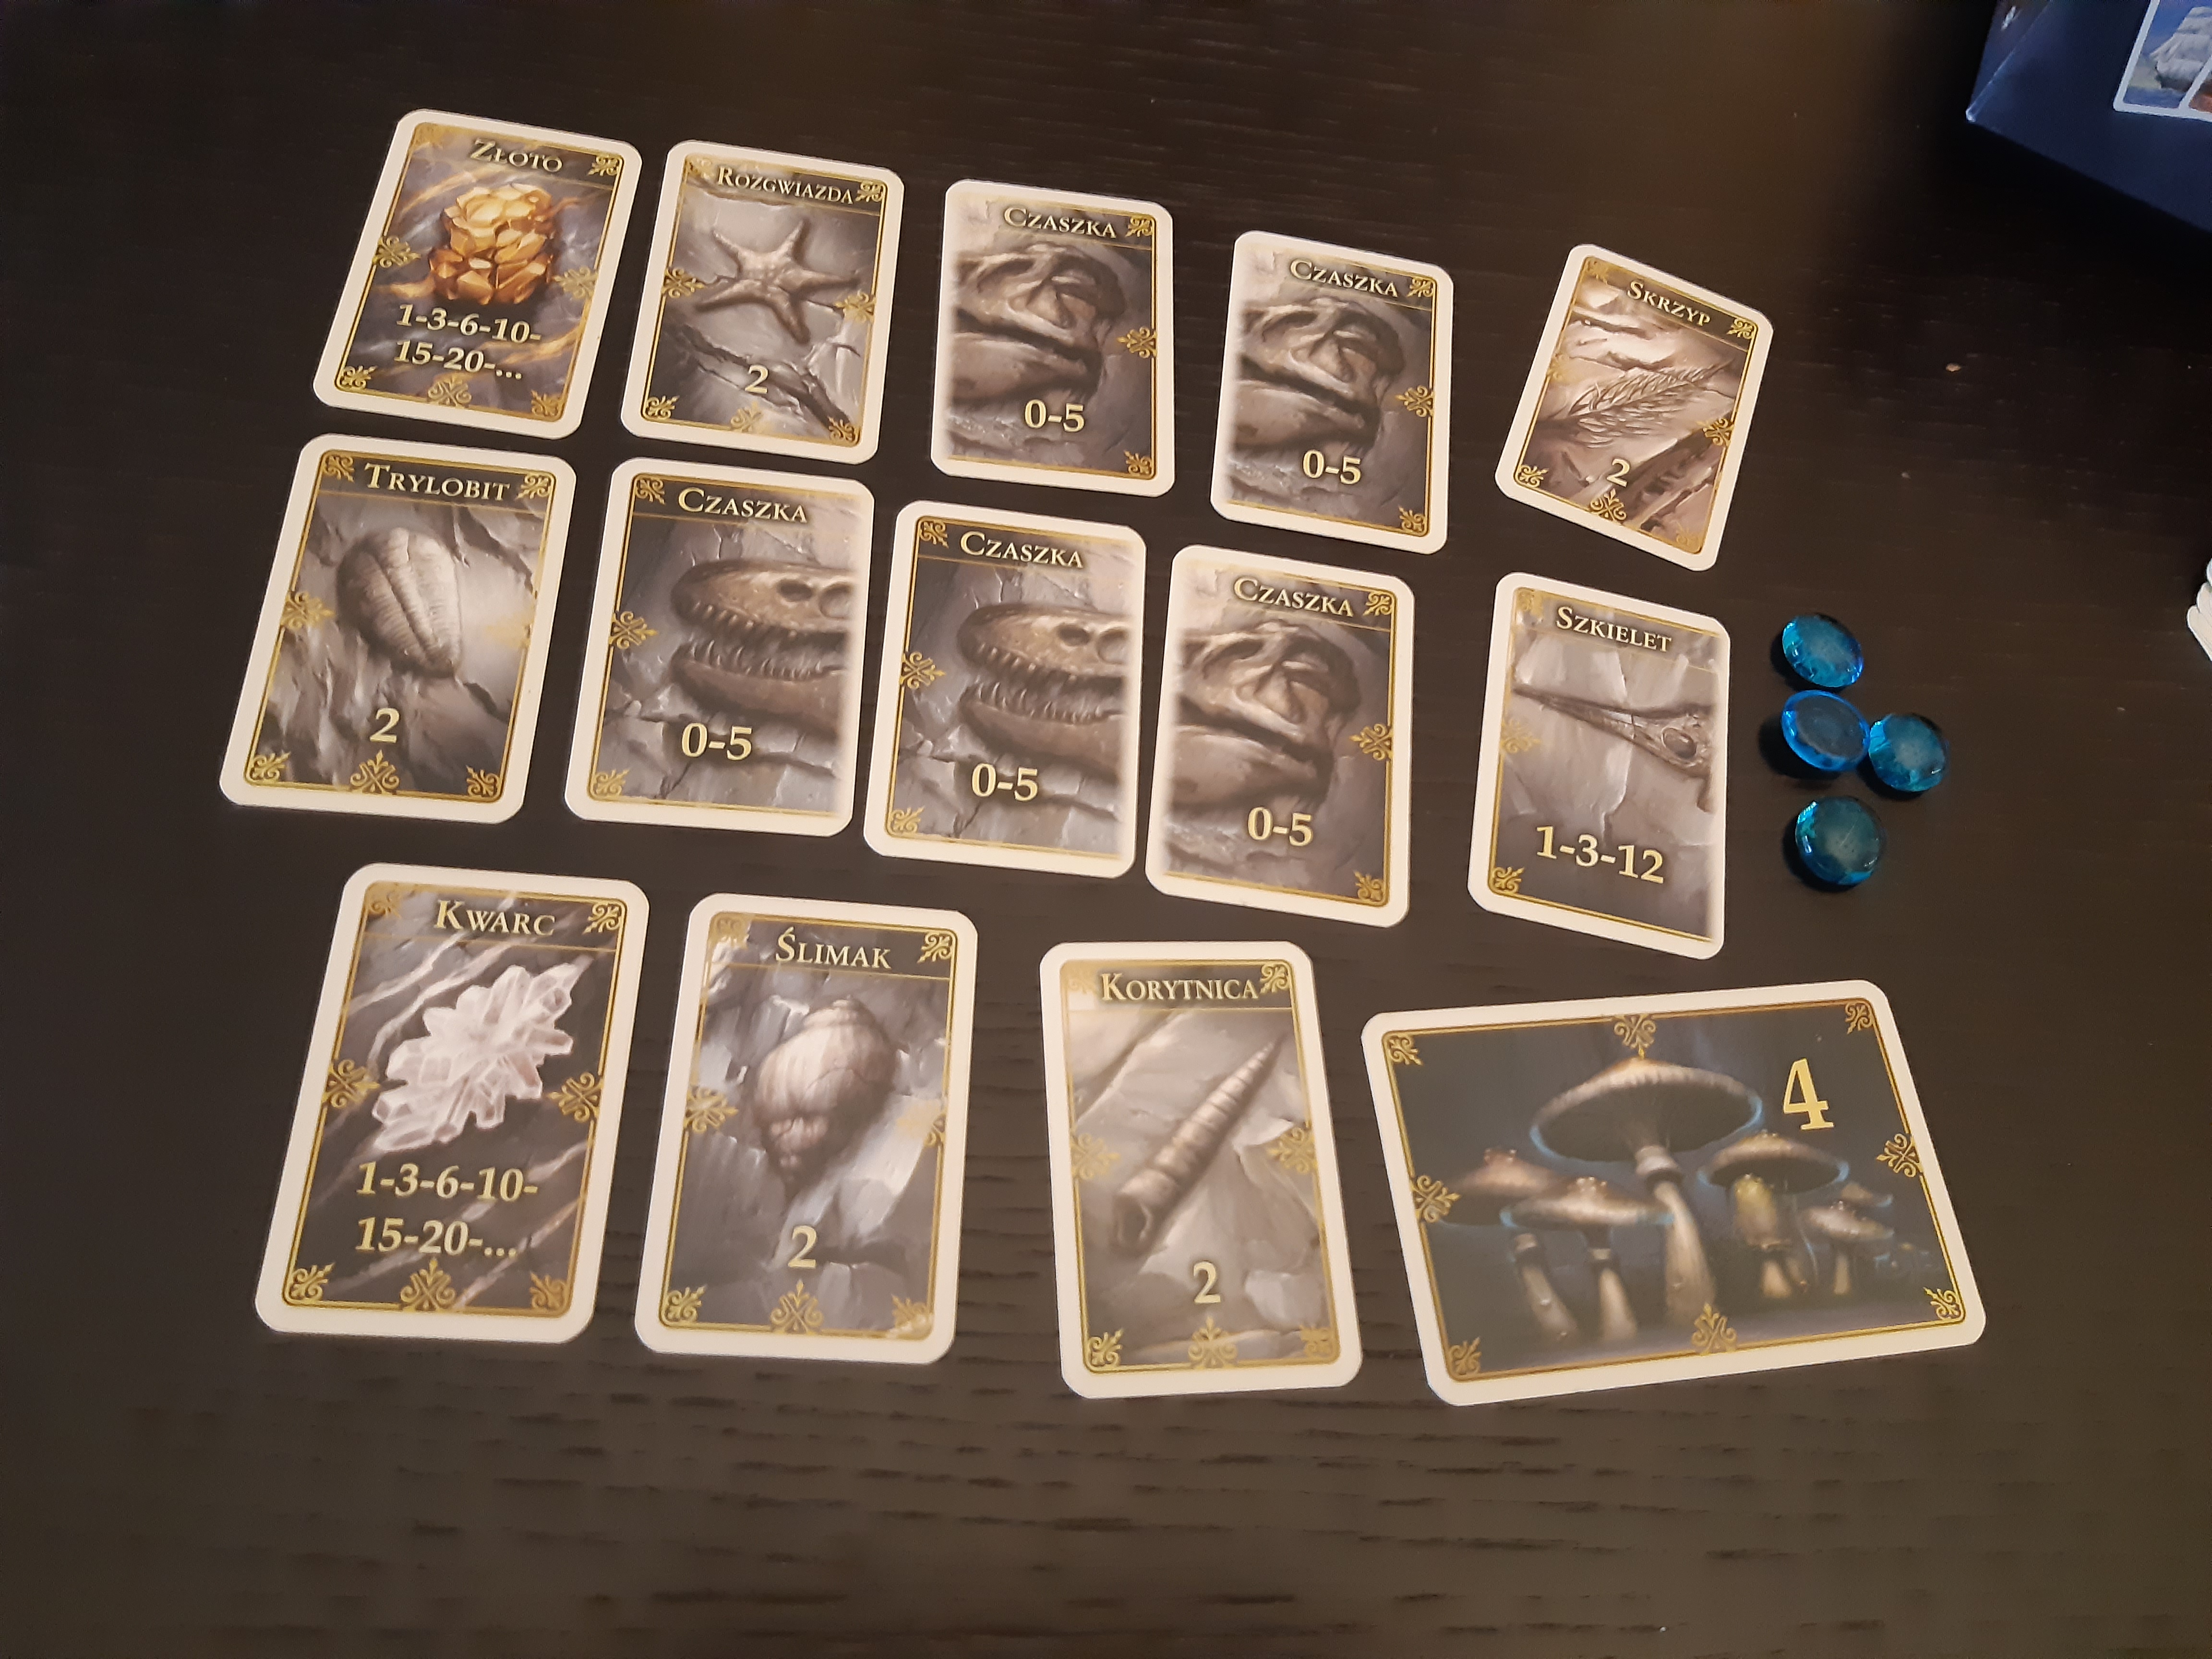 Złoto
1-3-6-10-
15-20-...
Rozgwiazda
2
Czaszka
0-5
Czaszka
0-5
Skrzyp
2
Trylobit
2
Czaszka
0-5
Czaszka
0-5
Czaszka
0-5
Szkielet
1-3-12
Kwarc
1-3-6-10-
15-20-...
Ślimak
2
Korytnica
2
4